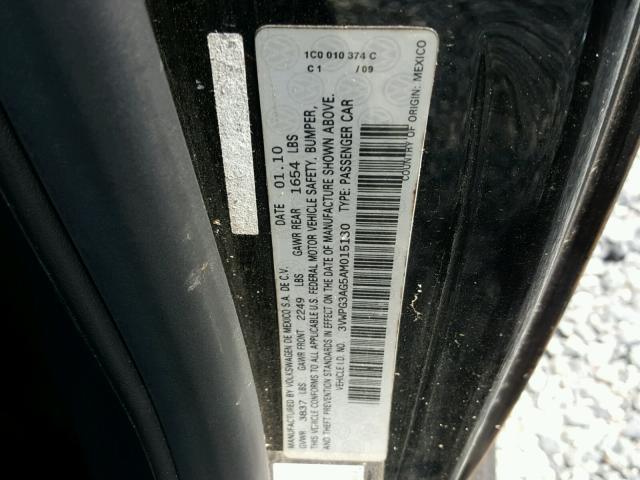 1C0 010 374 C
C 1 / 09
MANUFACTURED BY VOLKSWAGEN DE MEXICO S.A. DE C.V. DATE 01.10
GVWR 3837 LBS GAWR FRONT 2249 LBS GAWR REAR 1654 LBS
THIS VEHICLE CONFORMS TO ALL APPLICABLE U.S. FEDERAL MOTOR VEHICLE SAFETY, BUMPER,
AND THEFT PREVENTION STANDARDS IN EFFECT ON THE DATE OF MANUFACTURE SHOWN ABOVE.
VEHICLE I.D. NO. 3VWPG3AG5AM015130 TYPE: PASSENGER CAR
COUNTRY OF ORIGIN: MEXICO